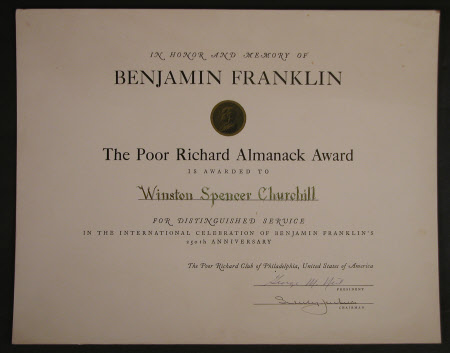 IN HONOR AND MEMORY OF
BENJAMIN FRANKLIN
The Poor Richard Almanack Award
IS AWARDED TO
Winston Spencer Churchill
FOR DISTINGUISHED SERVICE
IN THE INTERNATIONAL CELEBRATION OF BENJAMIN FRANKLIN'S
250th ANNIVERSARY
The Poor Richard Club of Philadelphia, United States of America
George
PRESIDENT
CHAIRMAN